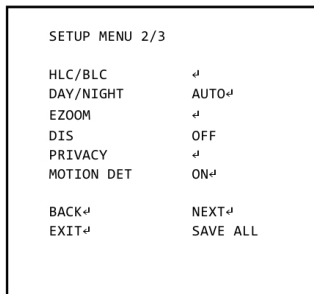 SETUP MENU 2/3
HLC/BLC ↵
DAY/NIGHT AUTO↵
EZOOM ↵
DIS OFF
PRIVACY ↵
MOTION DET ON↵
BACK↵ NEXT↵
EXIT↵ SAVE ALL